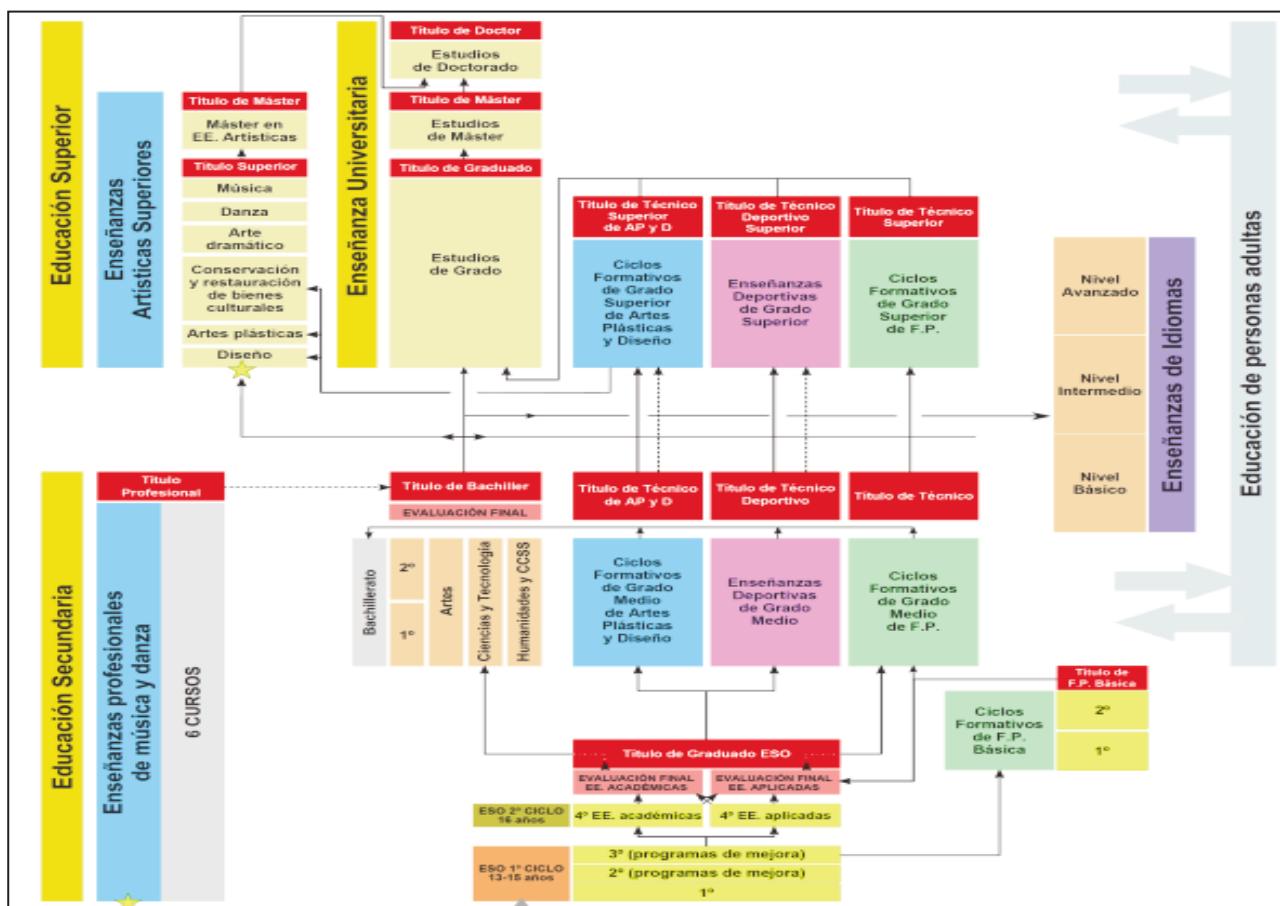 Educación Superior
Enseñanzas
Artísticas Superiores
Título de Máster
Máster en
EE. Artísticas
Título Superior
Música
Danza
Arte
dramático
Conservación
y restauración
de bienes
culturales
Artes plásticas
Diseño
Enseñanza Universitaria
Título de Doctor
Estudios
de Doctorado
Título de Máster
Estudios
de Máster
Título de Graduado
Estudios
de Grado
Título de Técnico
Superior
de AP y D
Ciclos
Formativos
de Grado
Superior
de Artes
Plásticas
y Diseño
Título de Técnico
Deportivo
Superior
Enseñanzas
Deportivas
de Grado
Superior
Título de Técnico
Superior
Ciclos
Formativos
de Grado
Superior
de F.P.
Nivel
Avanzado
Nivel
Intermedio
Nivel
Básico
Enseñanzas de Idiomas
Educación de personas adultas
Educación Secundaria
Título
Profesional
Enseñanzas profesionales
de música y danza
6 CURSOS
Título de Bachiller
EVALUACIÓN FINAL
Bachillerato
2º
1º
Artes
Ciencias y Tecnología
Humanidades y CCSS
Título de Técnico
de AP y D
Ciclos
Formativos
de Grado
Medio
de Artes
Plásticas
y Diseño
Título de Técnico
Deportivo
Enseñanzas
Deportivas
de Grado
Medio
Título de Técnico
Ciclos
Formativos
de Grado
Medio
de F.P.
Título de
F.P. Básica
Ciclos
Formativos
de F.P.
Básica
2º
1º
Título de Graduado ESO
EVALUACIÓN FINAL
EE. ACADÉMICAS
EVALUACIÓN FINAL
EE. APLICADAS
ESO 2º CICLO
16 años
4º EE. académicas
4º EE. aplicadas
ESO 1º CICLO
13-15 años
3º (programas de mejora)
2º (programas de mejora)
1º